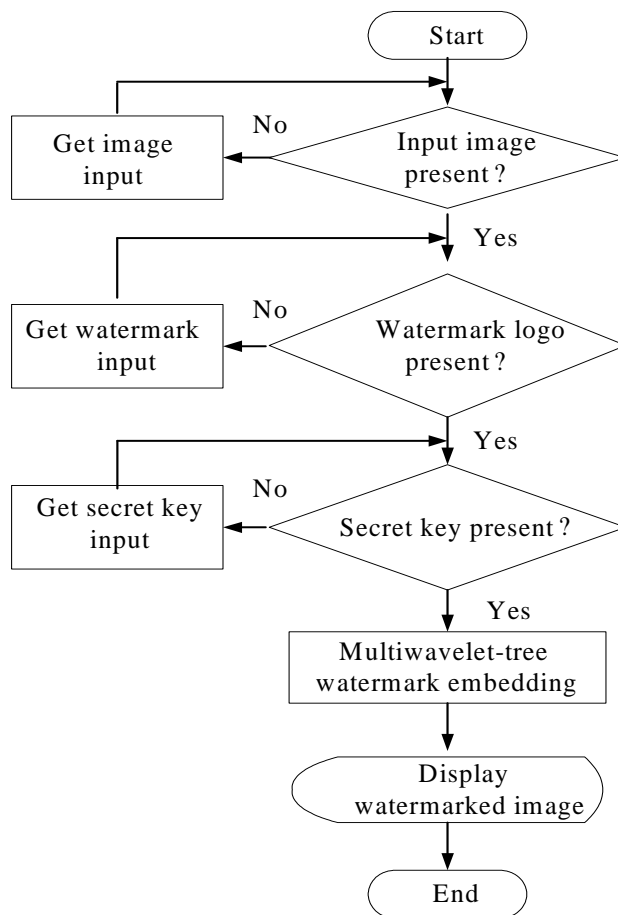 Start
No
Get image
input
Input image
present?
Yes
No
Get watermark
input
Watermark logo
present?
Yes
No
Get secret key
input
Secret key present?
Yes
Multiwavelet-tree
watermark embedding
Display
watermarked image
End